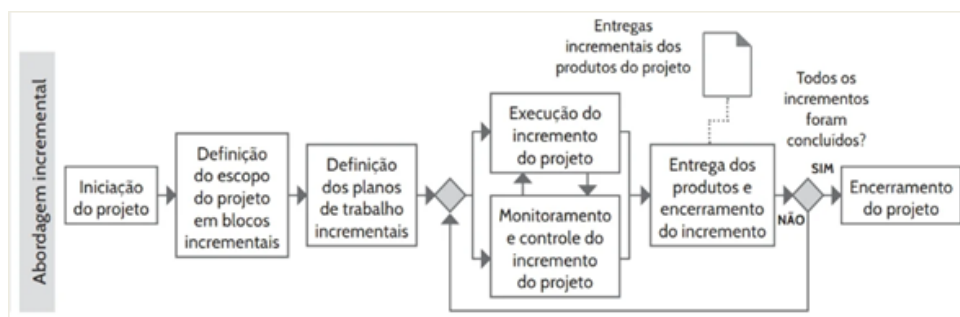 Abordagem incremental
Iniciação
do projeto
Definição
do escopo
do projeto
em blocos
incrementais
Definição
dos planos
de trabalho
incrementais
Execução do
incremento
do projeto
Monitoramento
e controle do
incremento
do projeto
Entregas
incrementais dos
produtos do projeto
Entrega dos
produtos e
encerramento
do incremento
Todos os
incrementos
foram
concluidos?
SIM
NÃO
Encerramento
do projeto